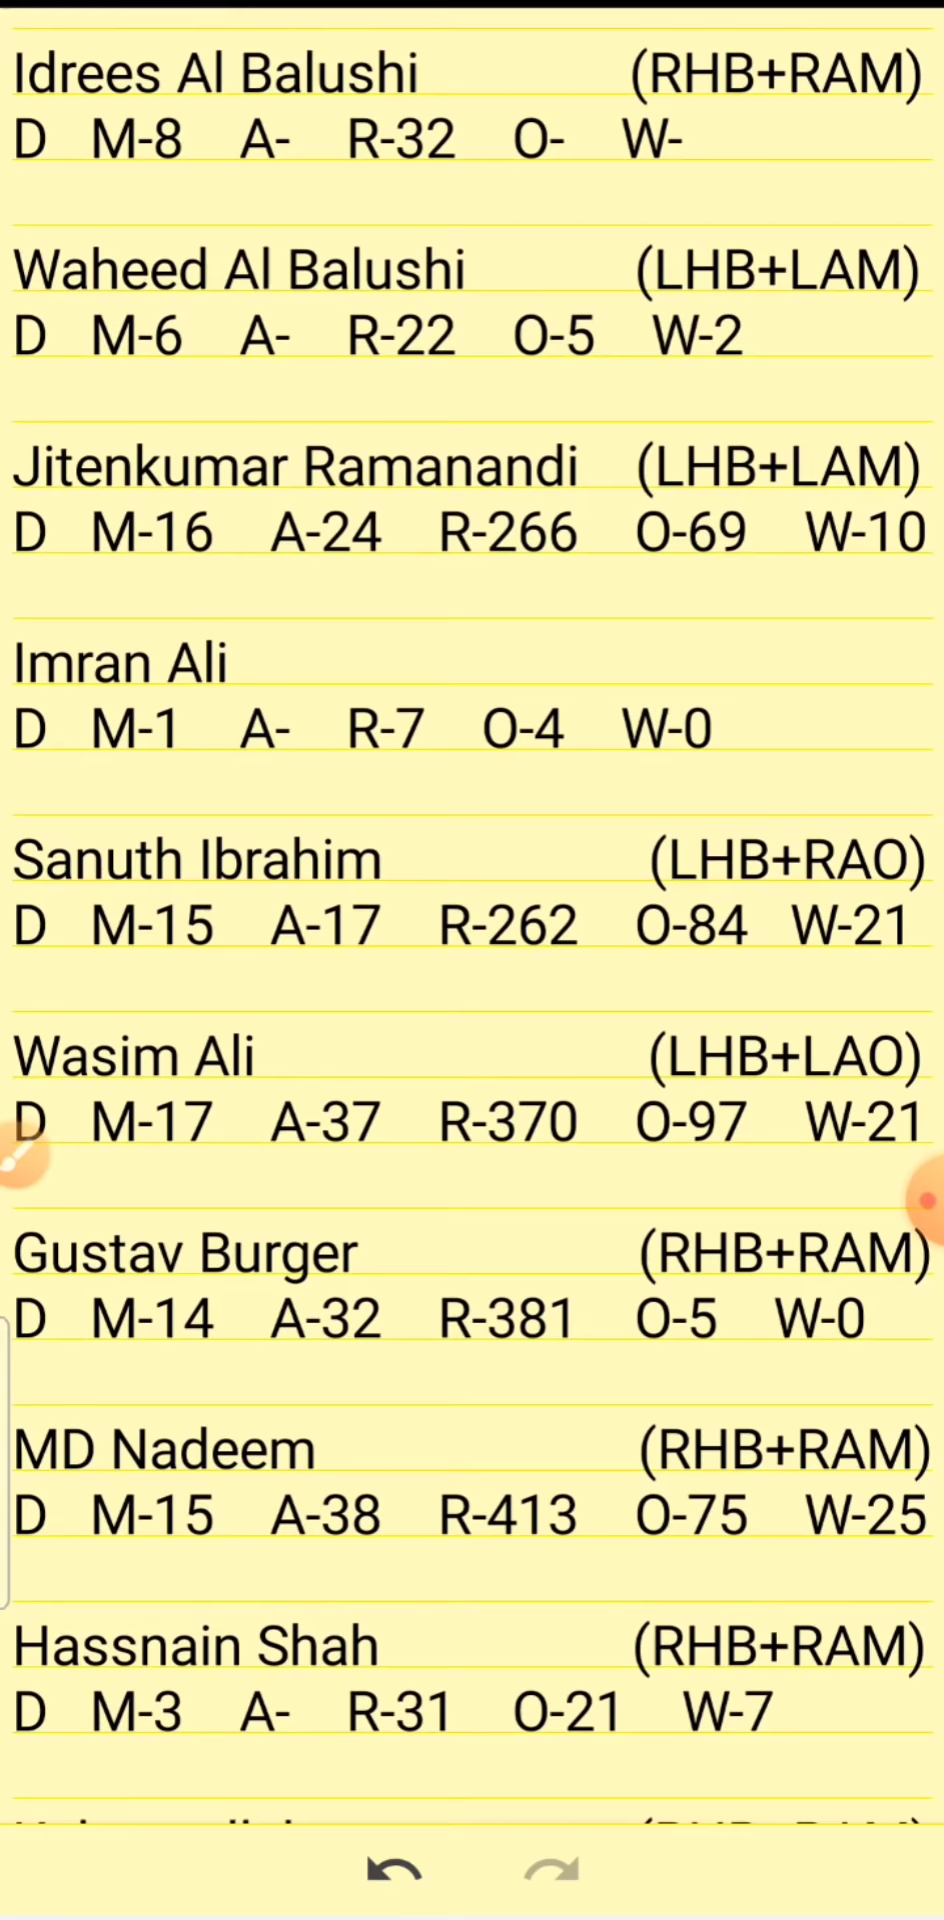 Idrees Al Balushi (RHB+RAM)
D M-8 A- R-32 O- W-
Waheed Al Balushi (LHB+LAM)
D M-6 A- R-22 O-5 W-2
Jitenkumar Ramanandi (LHB+LAM)
D M-16 A-24 R-266 O-69 W-10
Imran Ali
D M-1 A- R-7 O-4 W-0
Sanuth Ibrahim (LHB+RAO)
D M-15 A-17 R-262 O-84 W-21
Wasim Ali (LHB+LAO)
D M-17 A-37 R-370 O-97 W-21
Gustav Burger (RHB+RAM)
D M-14 A-32 R-381 O-5 W-0
MD Nadeem (RHB+RAM)
D M-15 A-38 R-413 O-75 W-25
Hassnain Shah (RHB+RAM)
D M-3 A- R-31 O-21 W-7